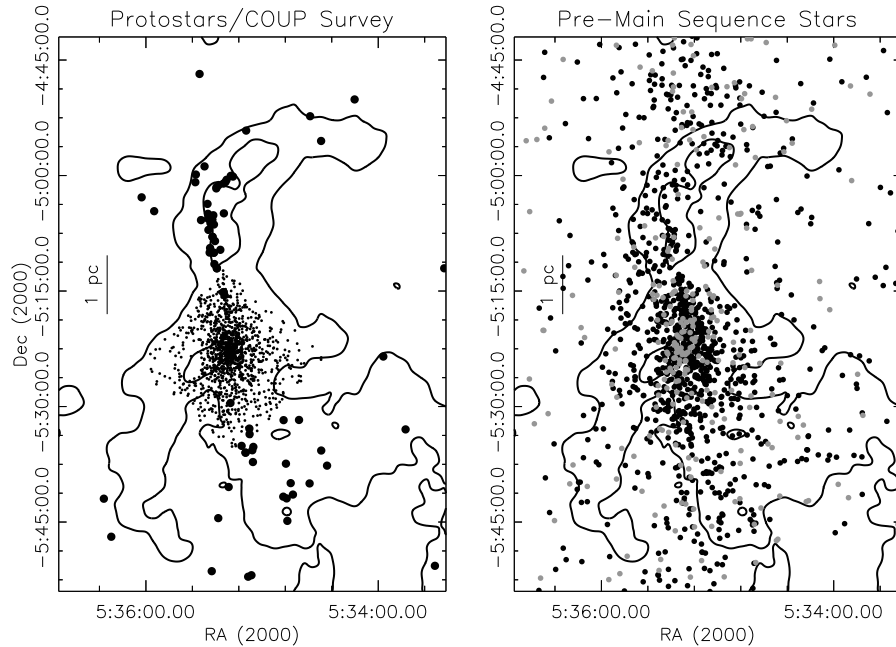 Protostars/COUP Survey
Pre-Main Sequence Stars
-4:45:00.0
-5:00:00.0
-5:15:00.0
-5:30:00.0
-5:45:00.0
Dec (2000)
1 pc
5:36:00.00
5:34:00.00
RA (2000)
-4:45:00.0
-5:00:00.0
-5:15:00.0
-5:30:00.0
-5:45:00.0
1 pc
5:36:00.00
5:34:00.00
RA (2000)